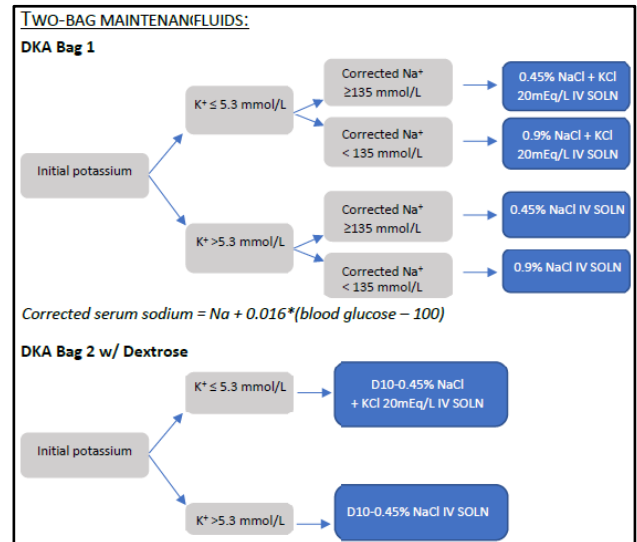 TWO-BAG MAINTENANFLUIDS:
DKA Bag 1
Initial potassium
K⁺ ≤ 5.3 mmol/L
Corrected Na⁺
≥135 mmol/L
0.45% NaCl + KCl
20mEq/L IV SOLN
Corrected Na⁺
< 135 mmol/L
0.9% NaCl + KCl
20mEq/L IV SOLN
K⁺ >5.3 mmol/L
Corrected Na⁺
≥135 mmol/L
0.45% NaCl IV SOLN
Corrected Na⁺
< 135 mmol/L
0.9% NaCl IV SOLN
Corrected serum sodium = Na + 0.016*(blood glucose – 100)
DKA Bag 2 w/ Dextrose
Initial potassium
K⁺ ≤ 5.3 mmol/L
D10-0.45% NaCl
+ KCl 20mEq/L IV SOLN
K⁺ >5.3 mmol/L
D10-0.45% NaCl IV SOLN